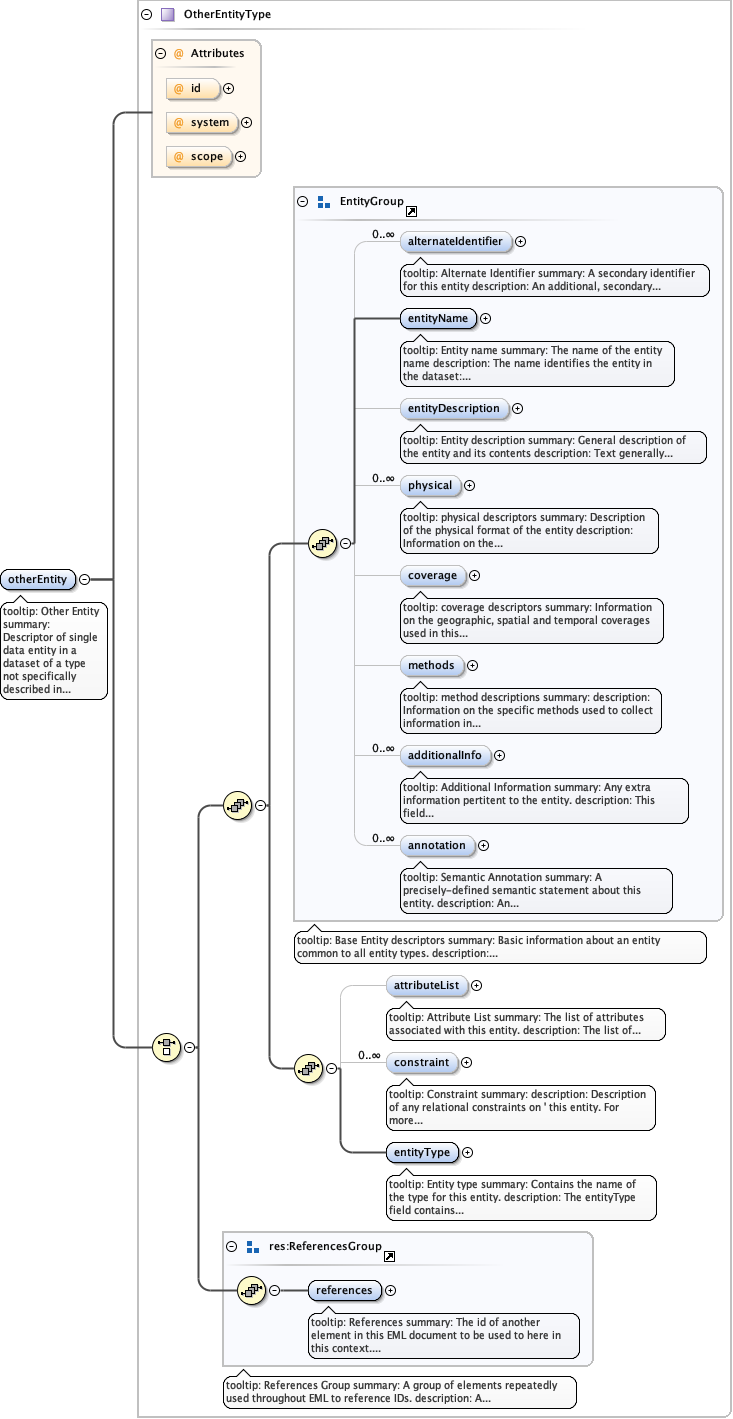 OtherEntityType
@ Attributes
@ id
@ system
@ scope
EntityGroup
0..∞
alternateIdentifier
tooltip: Alternate Identifier summary: A secondary identifier
for this entity description: An additional, secondary...
entityName
tooltip: Entity name summary: The name of the entity
name description: The name identifies the entity in
the dataset:...
entityDescription
tooltip: Entity description summary: General description of
the entity and its contents description: Text generally...
0..∞
physical
tooltip: physical descriptors summary: Description
of the physical format of the entity description:
Information on the...
coverage
tooltip: coverage descriptors summary: Information
on the geographic, spatial and temporal coverages
used in this...
otherEntity
tooltip: Other Entity
summary:
Descriptor of single
data entity in a
dataset of a type
not specifically
described in...
methods
tooltip: method descriptions summary: description:
Information on the specific methods used to collect
information in...
0..∞
additionalInfo
tooltip: Additional Information summary: Any extra
information pertitent to the entity. description: This
field...
0..∞
annotation
tooltip: Semantic Annotation summary: A
precisely-defined semantic statement about this
entity. description: An...
tooltip: Base Entity descriptors summary: Basic information about an entity
common to all entity types. description:...
attributeList
tooltip: Attribute List summary: The list of attributes
associated with this entity. description: The list of...
0..∞
constraint
tooltip: Constraint summary: description: Description
of any relational constraints on ' this entity. For
more...
entityType
tooltip: Entity type summary: Contains the name of
the type for this entity. description: The entityType
field contains...
res:ReferencesGroup
references
tooltip: References summary: The id of another
element in this EML document to be used to here in
this context....
tooltip: References Group summary: A group of elements repeatedly
used throughout EML to reference IDs. description: A...